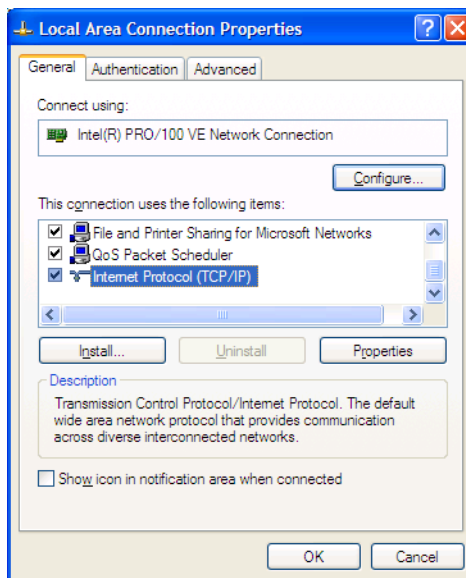 Local Area Connection Properties
General Authentication Advanced
Connect using:
Intel(R) PRO/100 VE Network Connection
Configure...
This connection uses the following items:
File and Printer Sharing for Microsoft Networks
QoS Packet Scheduler
Internet Protocol (TCP/IP)
Install... Uninstall Properties
Description
Transmission Control Protocol/Internet Protocol. The default
wide area network protocol that provides communication
across diverse interconnected networks.
Show icon in notification area when connected
OK Cancel